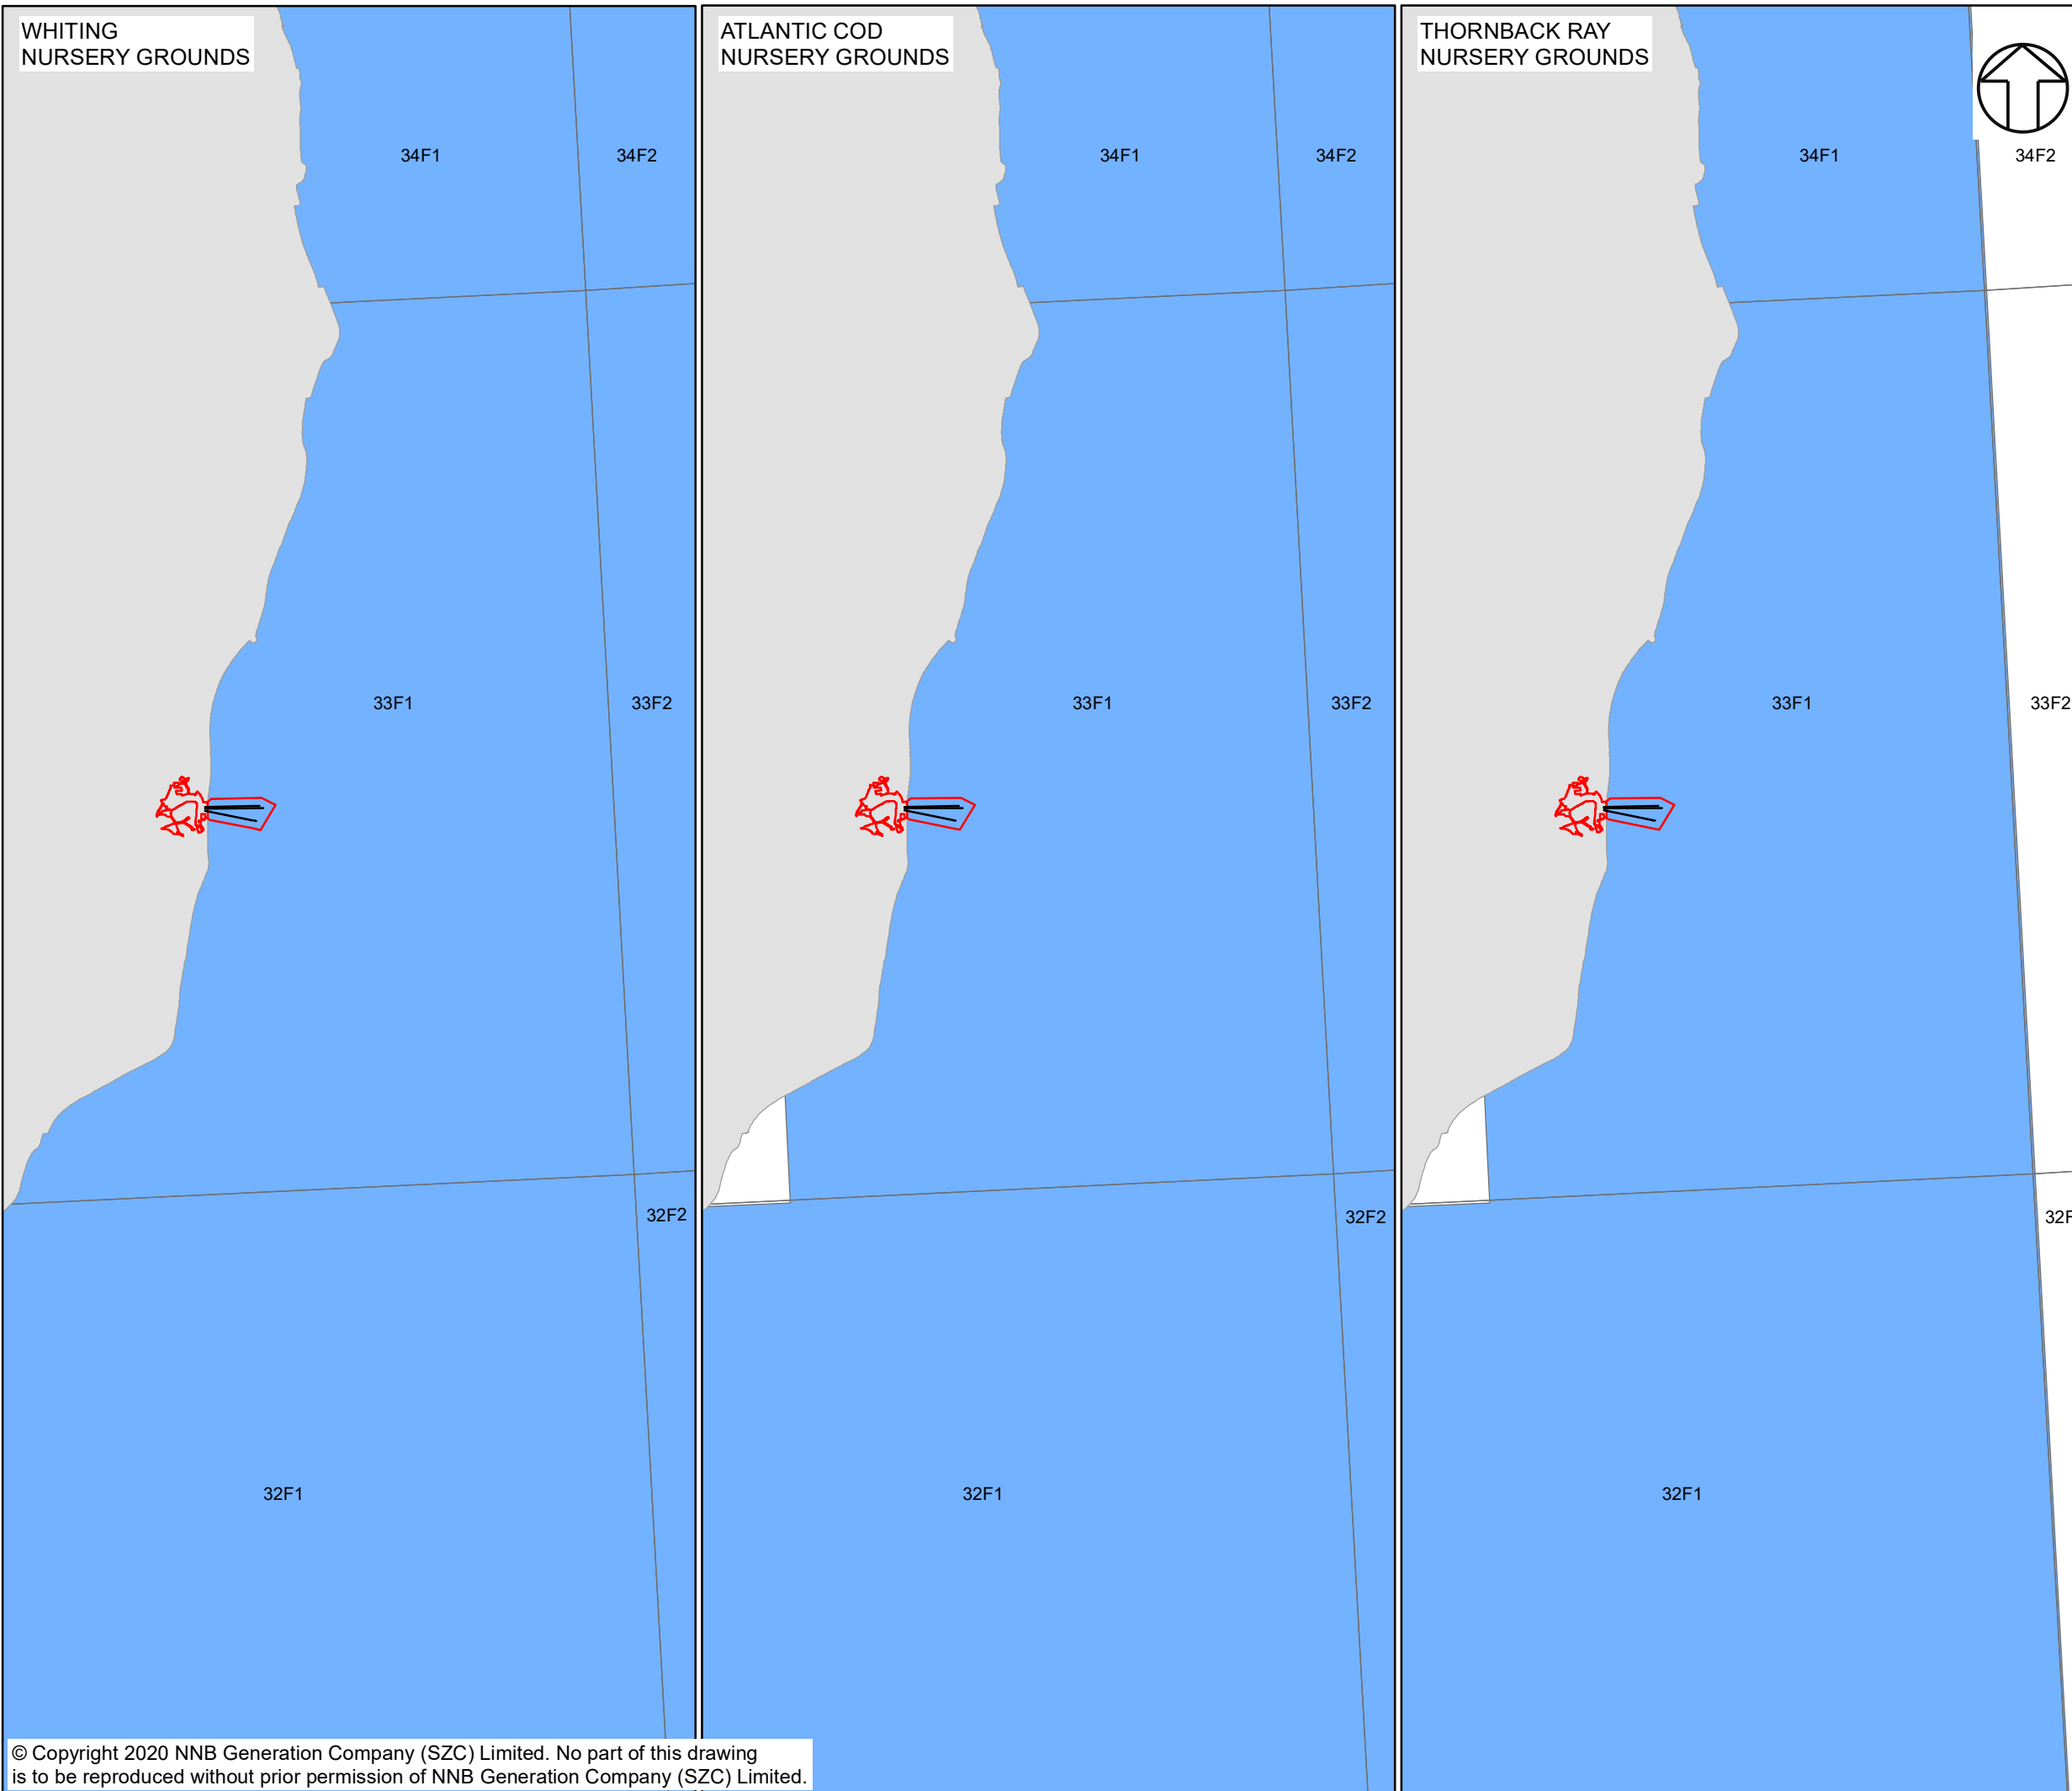 WHITING
NURSERY GROUNDS
34F1
34F2
33F1
33F2
32F2
32F1
ATLANTIC COD
NURSERY GROUNDS
34F1
34F2
33F1
33F2
32F2
32F1
THORNBACK RAY
NURSERY GROUNDS
34F1
34F2
33F1
33F2
32F
32F1
© Copyright 2020 NNB Generation Company (SZC) Limited. No part of this drawing
is to be reproduced without prior permission of NNB Generation Company (SZC) Limited.